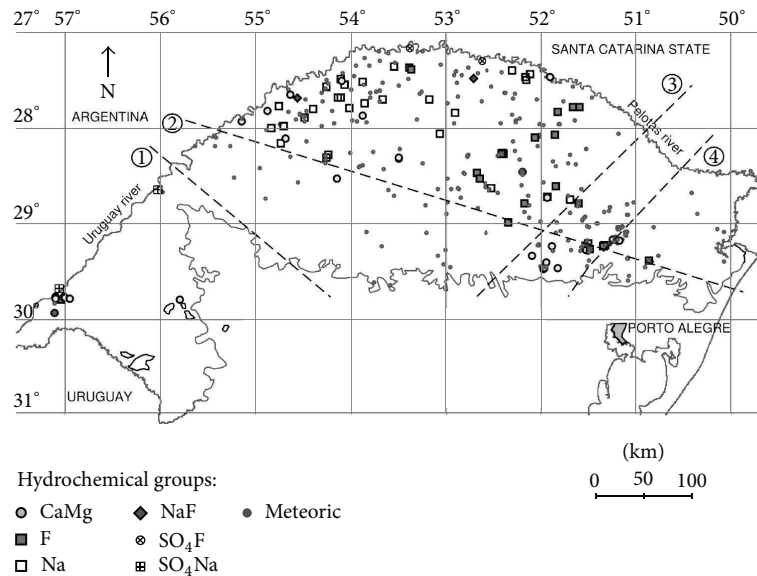 57° 56° 55° 54° 53° 52° 51° 50°
27°
N
SANTA CATARINA STATE
ARGENTINA
3
28°
2
Pelotas river
4
1
Uruguay river
29°
30°
PORTO ALEGRE
URUGUAY
31°
(km)
0 50 100
Hydrochemical groups:
CaMg NaF Meteoric
F SO₄F
Na SO₄Na